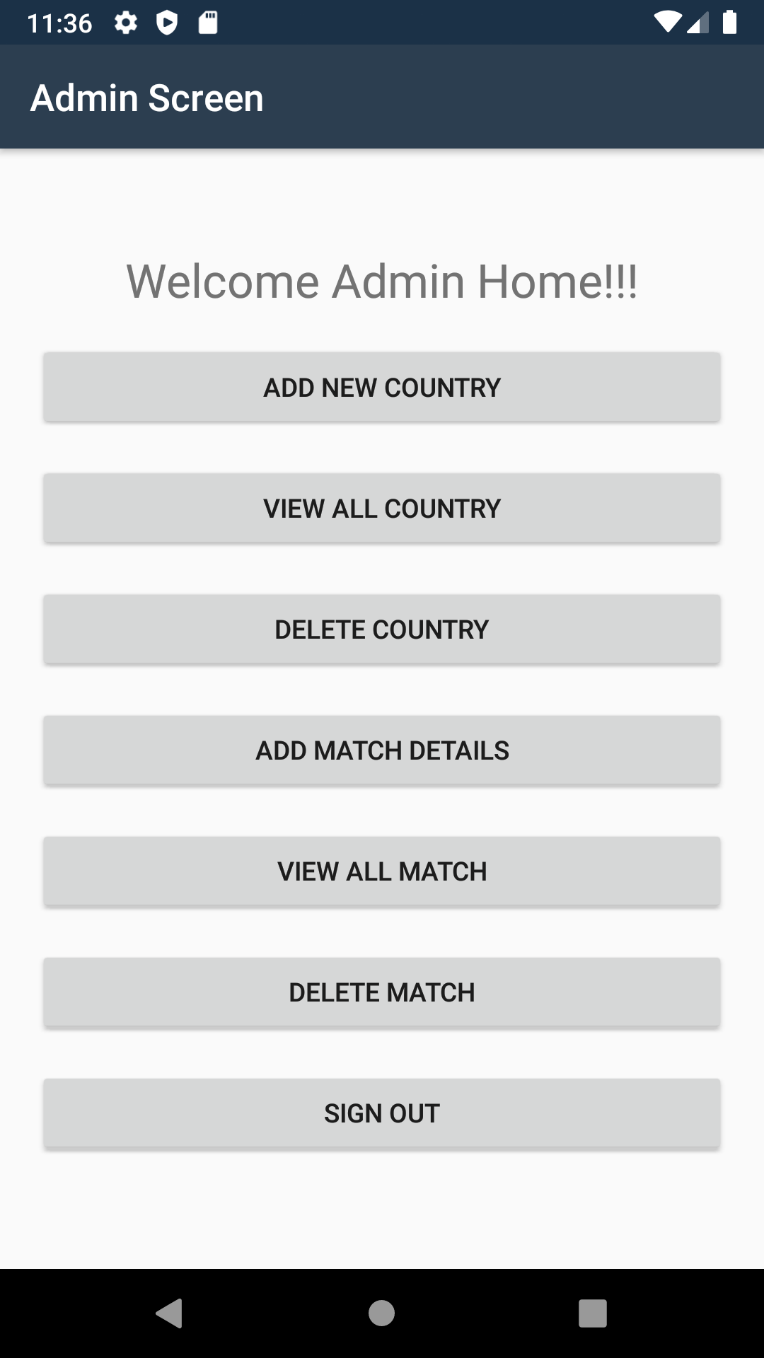 11:36
Admin Screen
Welcome Admin Home!!!
ADD NEW COUNTRY
VIEW ALL COUNTRY
DELETE COUNTRY
ADD MATCH DETAILS
VIEW ALL MATCH
DELETE MATCH
SIGN OUT